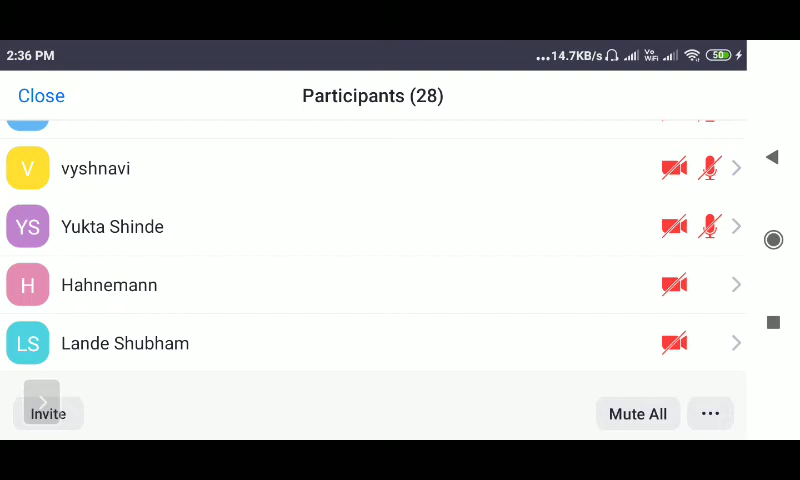 2:36 PM ...14.7KB/s Vo WiFi 50
Close Participants (28)
V vyshnavi
YS Yukta Shinde
H Hahnemann
LS Lande Shubham
Invite Mute All ...